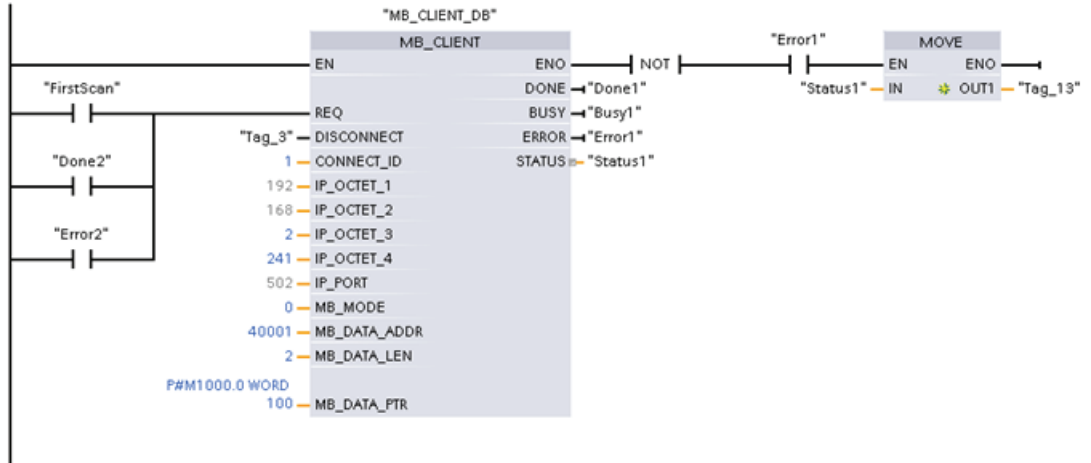 "MB_CLIENT_DB"
MB_CLIENT
EN ENO
NOT
"Error1"
MOVE
EN ENO
"Status1" IN OUT1 "Tag_13"
"FirstScan"
DONE "Done1"
REQ BUSY "Busy1"
"Tag_3" DISCONNECT ERROR "Error1"
"Done2"
1 CONNECT_ID STATUS "Status1"
192 IP_OCTET_1
168 IP_OCTET_2
"Error2"
2 IP_OCTET_3
241 IP_OCTET_4
502 IP_PORT
0 MB_MODE
40001 MB_DATA_ADDR
2 MB_DATA_LEN
P#M1000.0 WORD
100 MB_DATA_PTR